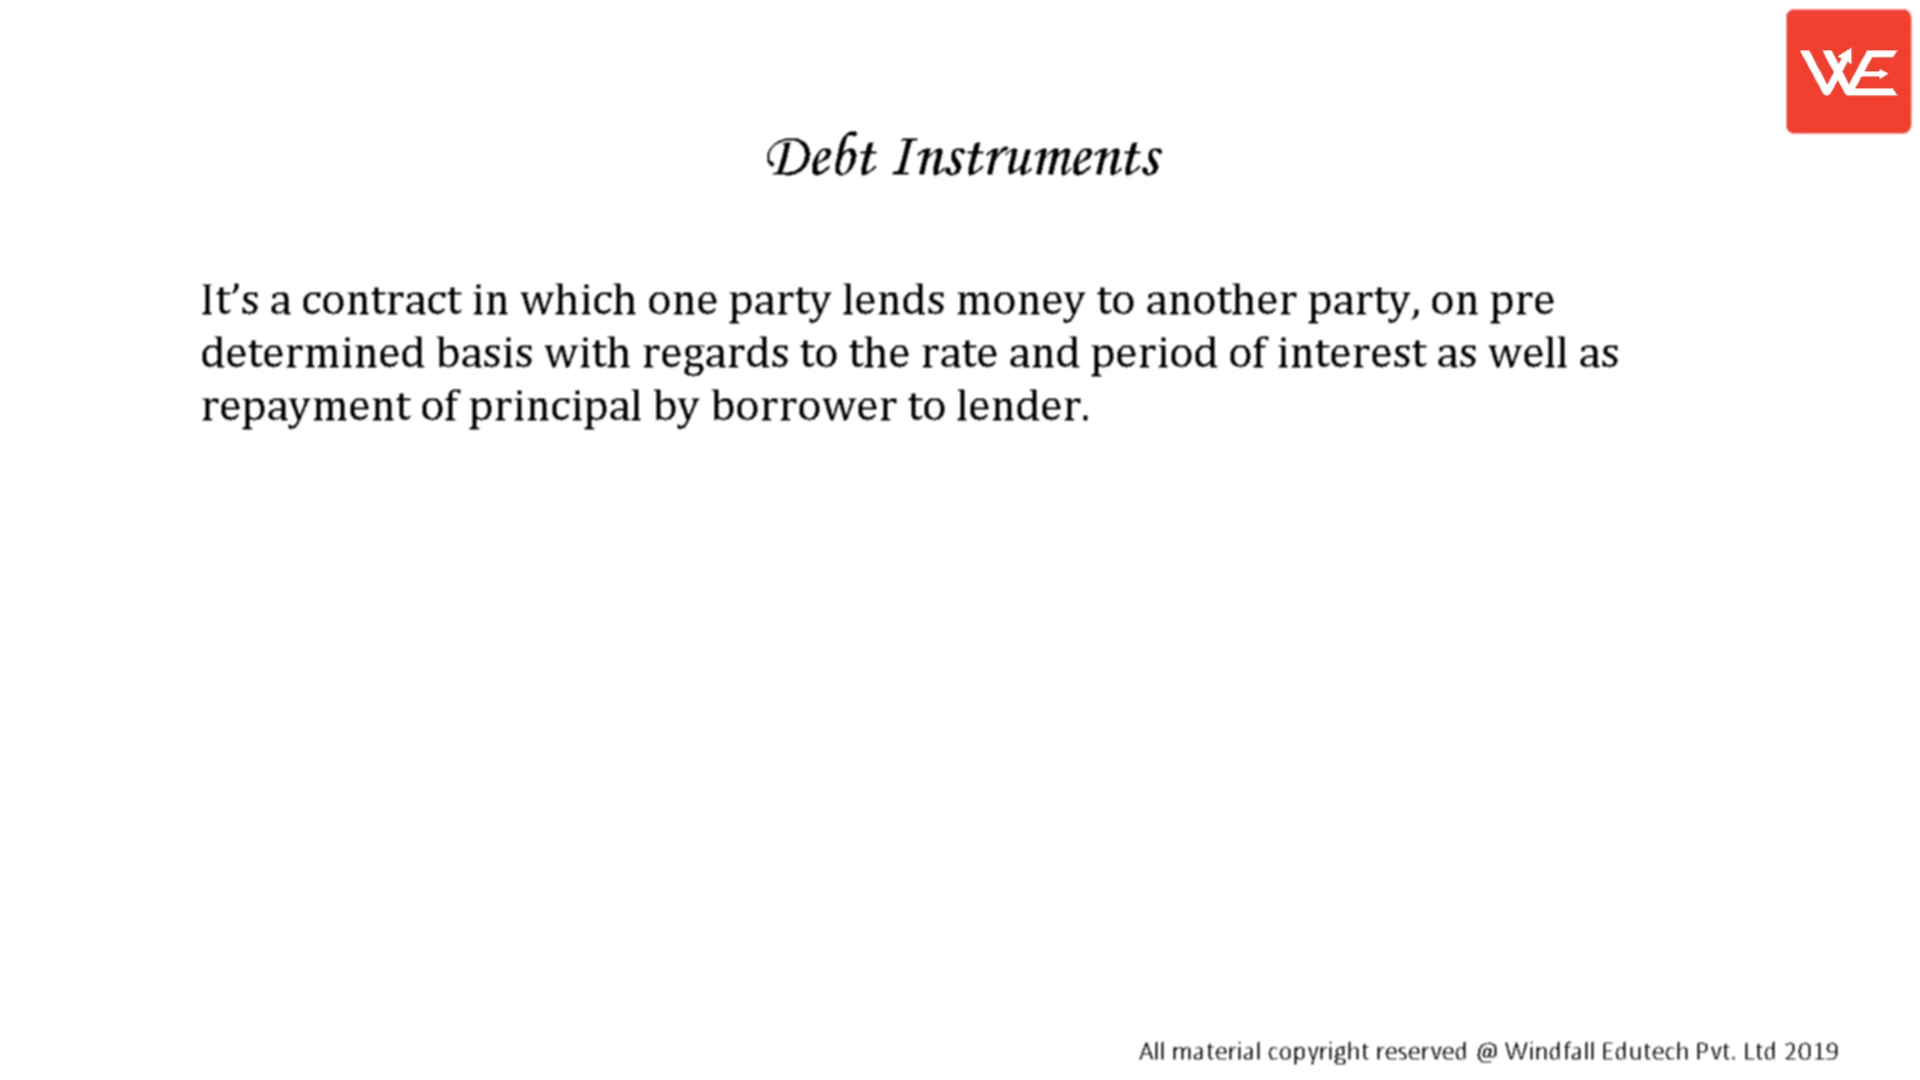 WE
Debt Instruments
It’s a contract in which one party lends money to another party, on pre
determined basis with regards to the rate and period of interest as well as
repayment of principal by borrower to lender.
All material copyright reserved @ Windfall Edutech Pvt. Ltd 2019